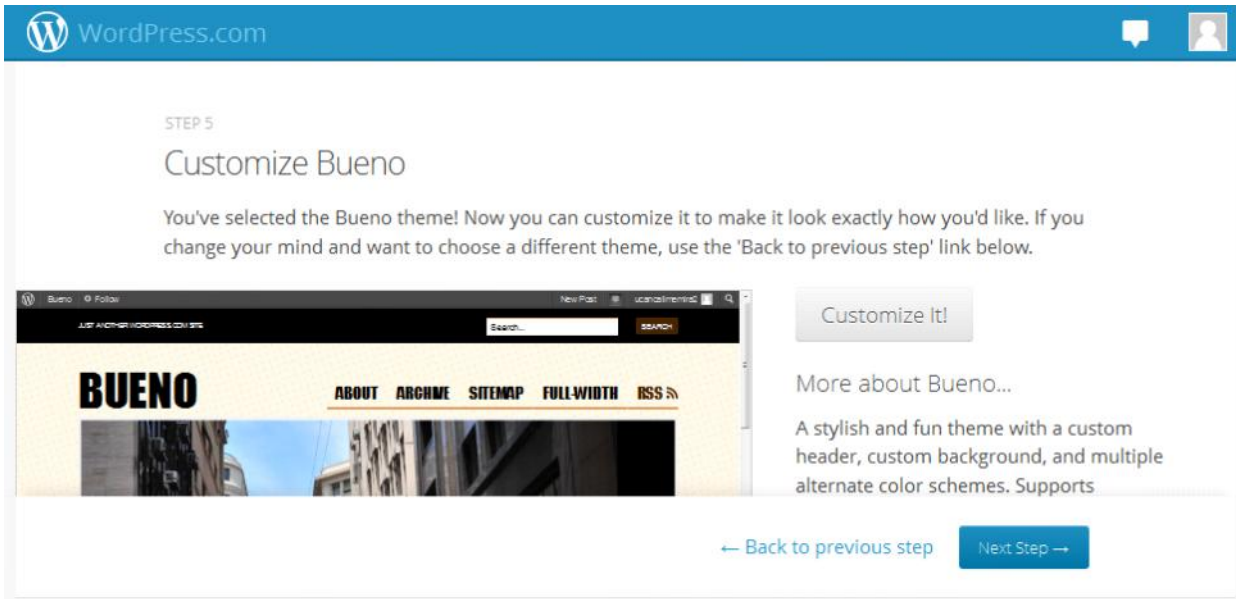 WordPress.com
STEP 5
Customize Bueno
You've selected the Bueno theme! Now you can customize it to make it look exactly how you'd like. If you
change your mind and want to choose a different theme, use the 'Back to previous step' link below.
Bueno Follow New Post
JUST ANOTHER WORDPRESS.COM SITE Search... SEARCH
BUENO ABOUT ARCHIVE SITEMAP FULL-WIDTH RSS
Customize It!
More about Bueno...
A stylish and fun theme with a custom
header, custom background, and multiple
alternate color schemes. Supports
← Back to previous step Next Step →